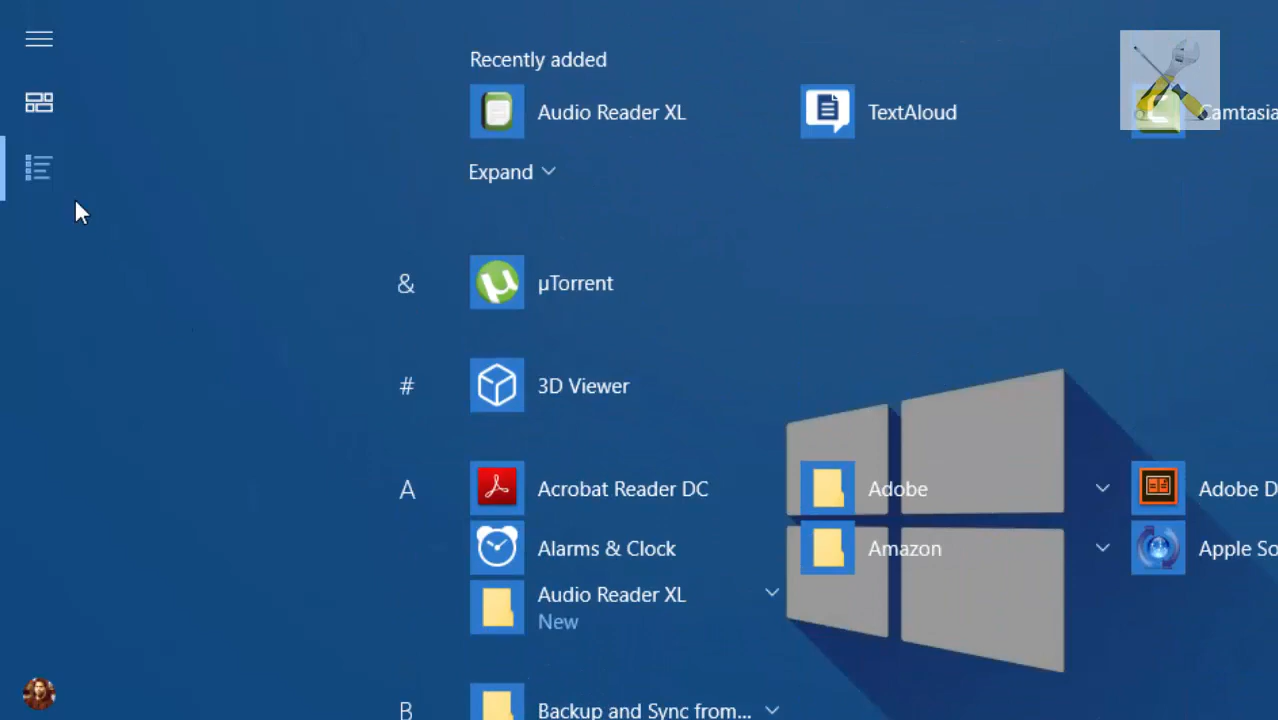 Recently added
Audio Reader XL TextAloud Camtasia
Expand
& µTorrent
# 3D Viewer
A Acrobat Reader DC Adobe Adobe D
Alarms & Clock Amazon Apple So
Audio Reader XL
New
B Backup and Sync from...